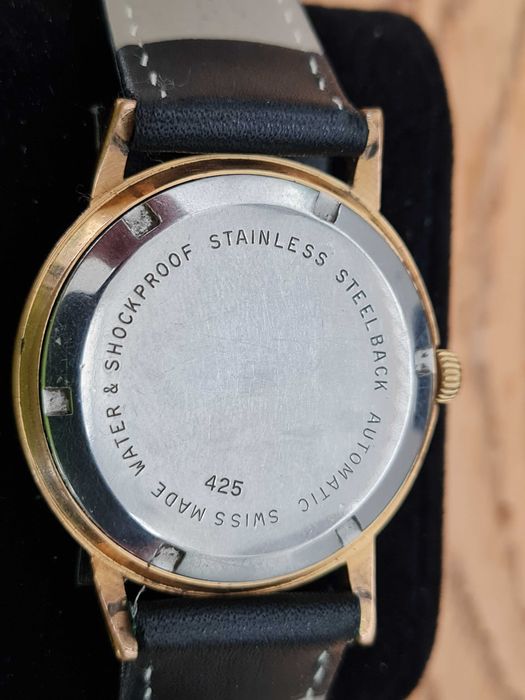 WATER & SHOCKPROOF STAINLESS STEELBACK AUTOMATIC SWISS MADE
425